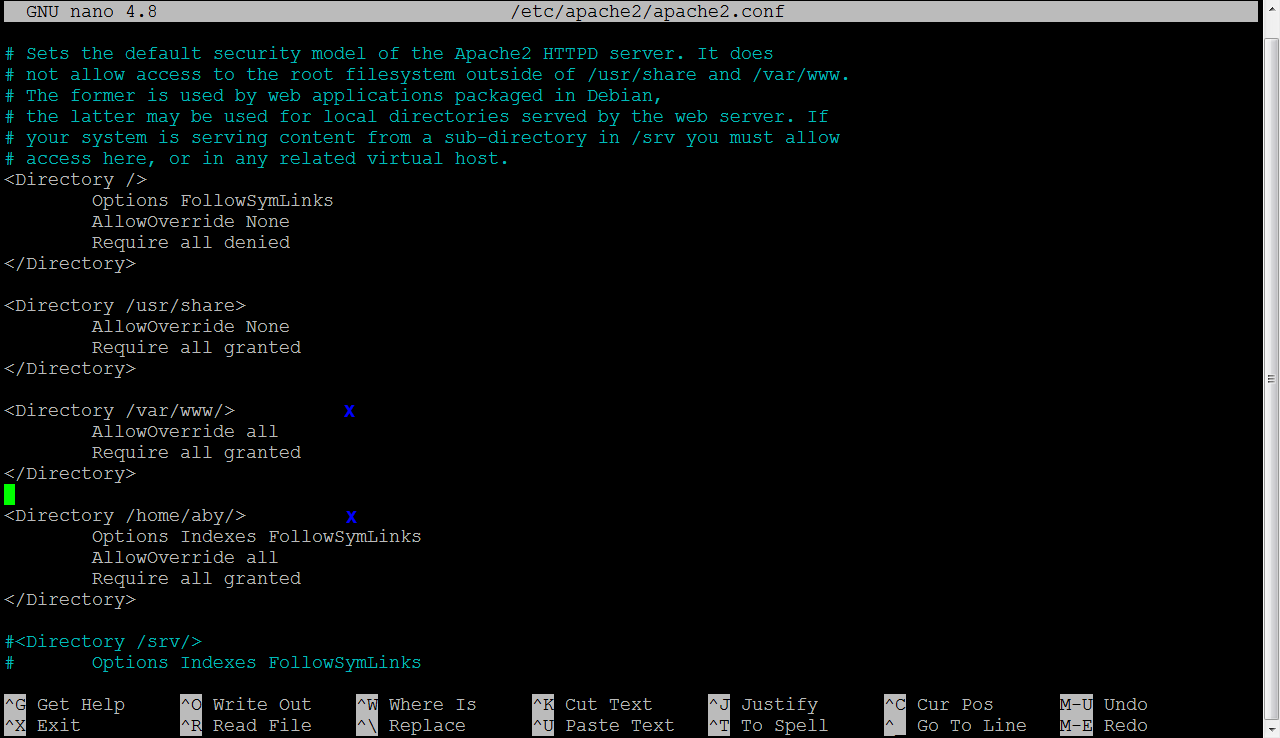 GNU nano 4.8 /etc/apache2/apache2.conf
# Sets the default security model of the Apache2 HTTPD server. It does
# not allow access to the root filesystem outside of /usr/share and /var/www.
# The former is used by web applications packaged in Debian,
# the latter may be used for local directories served by the web server. If
# your system is serving content from a sub-directory in /srv you must allow
# access here, or in any related virtual host.
<Directory />
        Options FollowSymLinks
        AllowOverride None
        Require all denied
</Directory>

<Directory /usr/share>
        AllowOverride None
        Require all granted
</Directory>

<Directory /var/www/> X
        AllowOverride all
        Require all granted
</Directory>

<Directory /home/aby/> X
        Options Indexes FollowSymLinks
        AllowOverride all
        Require all granted
</Directory>

#<Directory /srv/>
#       Options Indexes FollowSymLinks

^G Get Help ^O Write Out ^W Where Is ^K Cut Text ^J Justify ^C Cur Pos M-U Undo
^X Exit ^R Read File ^\ Replace ^U Paste Text ^T To Spell ^_ Go To Line M-E Redo